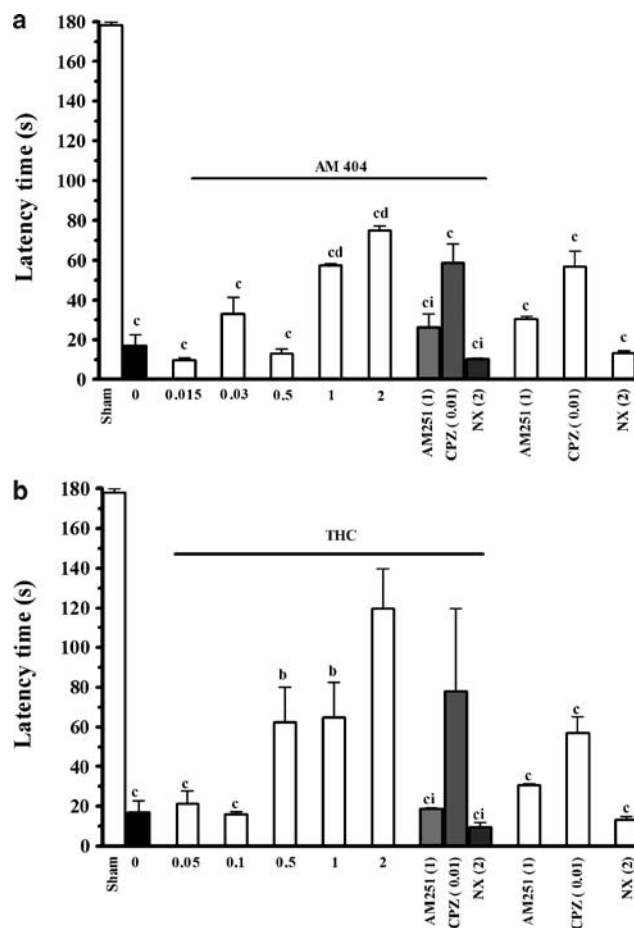 a
180
160
140
120
100
80
60
40
20
0
Latency time (s)
AM 404
c
c
c
c
cd
cd
ci
c
ci
c
c
c
Sham
0
0.015
0.03
0.5
1
2
AM251 (1)
CPZ ( 0.01)
NX (2)
AM251 (1)
CPZ ( 0.01)
NX (2)
b
180
160
140
120
100
80
60
40
20
0
Latency time (s)
THC
c
c
c
b
b
ci
ci
c
c
c
Sham
0
0.05
0.1
0.5
1
2
AM251 (1)
CPZ ( 0.01)
NX (2)
AM251 (1)
CPZ ( 0.01)
NX (2)